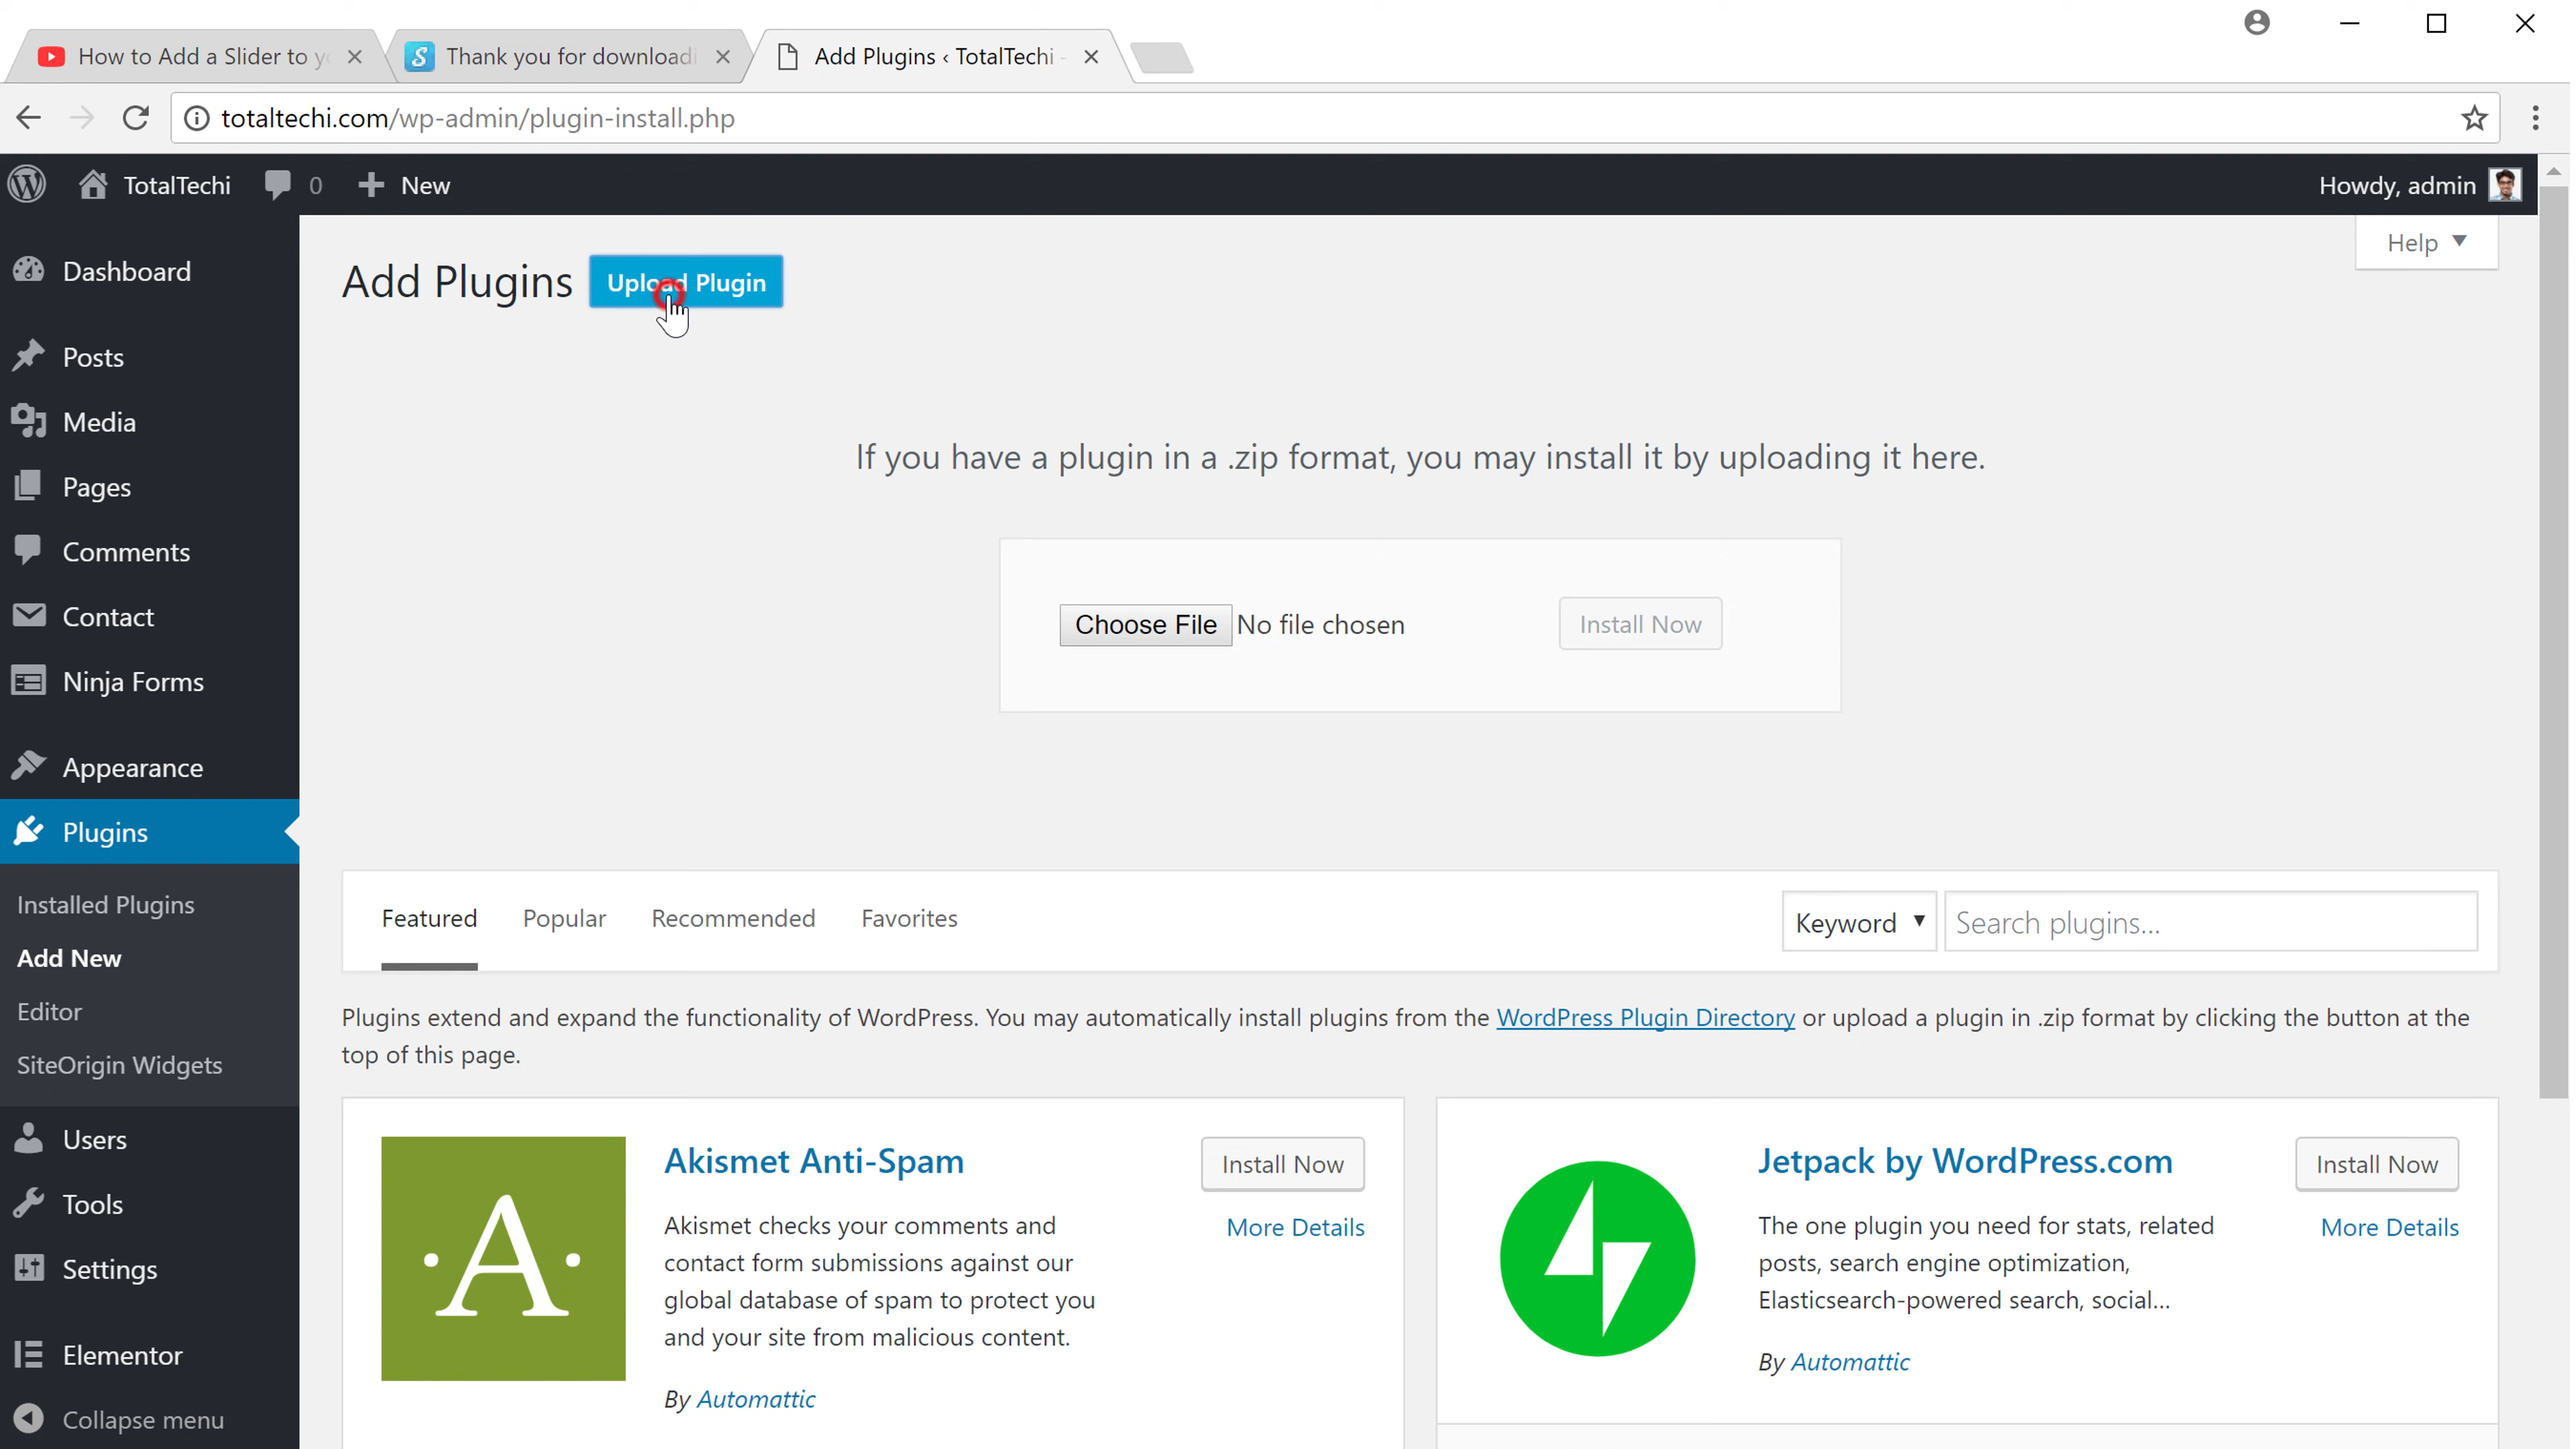 How to Add a Slider to y
Thank you for downloadi
Add Plugins ‹ TotalTechi -
totaltechi.com/wp-admin/plugin-install.php
TotalTechi
0
New
Howdy, admin
Help
Add Plugins
Upload Plugin
Dashboard
Posts
Media
Pages
Comments
Contact
Ninja Forms
Appearance
Plugins
Installed Plugins
Add New
Editor
SiteOrigin Widgets
Users
Tools
Settings
Elementor
Collapse menu
If you have a plugin in a .zip format, you may install it by uploading it here.
Choose File No file chosen
Install Now
Featured
Popular
Recommended
Favorites
Keyword
Search plugins...
Plugins extend and expand the functionality of WordPress. You may automatically install plugins from the WordPress Plugin Directory or upload a plugin in .zip format by clicking the button at the
top of this page.
A
Akismet Anti-Spam
Install Now
More Details
Akismet checks your comments and
contact form submissions against our
global database of spam to protect you
and your site from malicious content.
By Automattic
Jetpack by WordPress.com
Install Now
More Details
The one plugin you need for stats, related
posts, search engine optimization,
Elasticsearch-powered search, social...
By Automattic